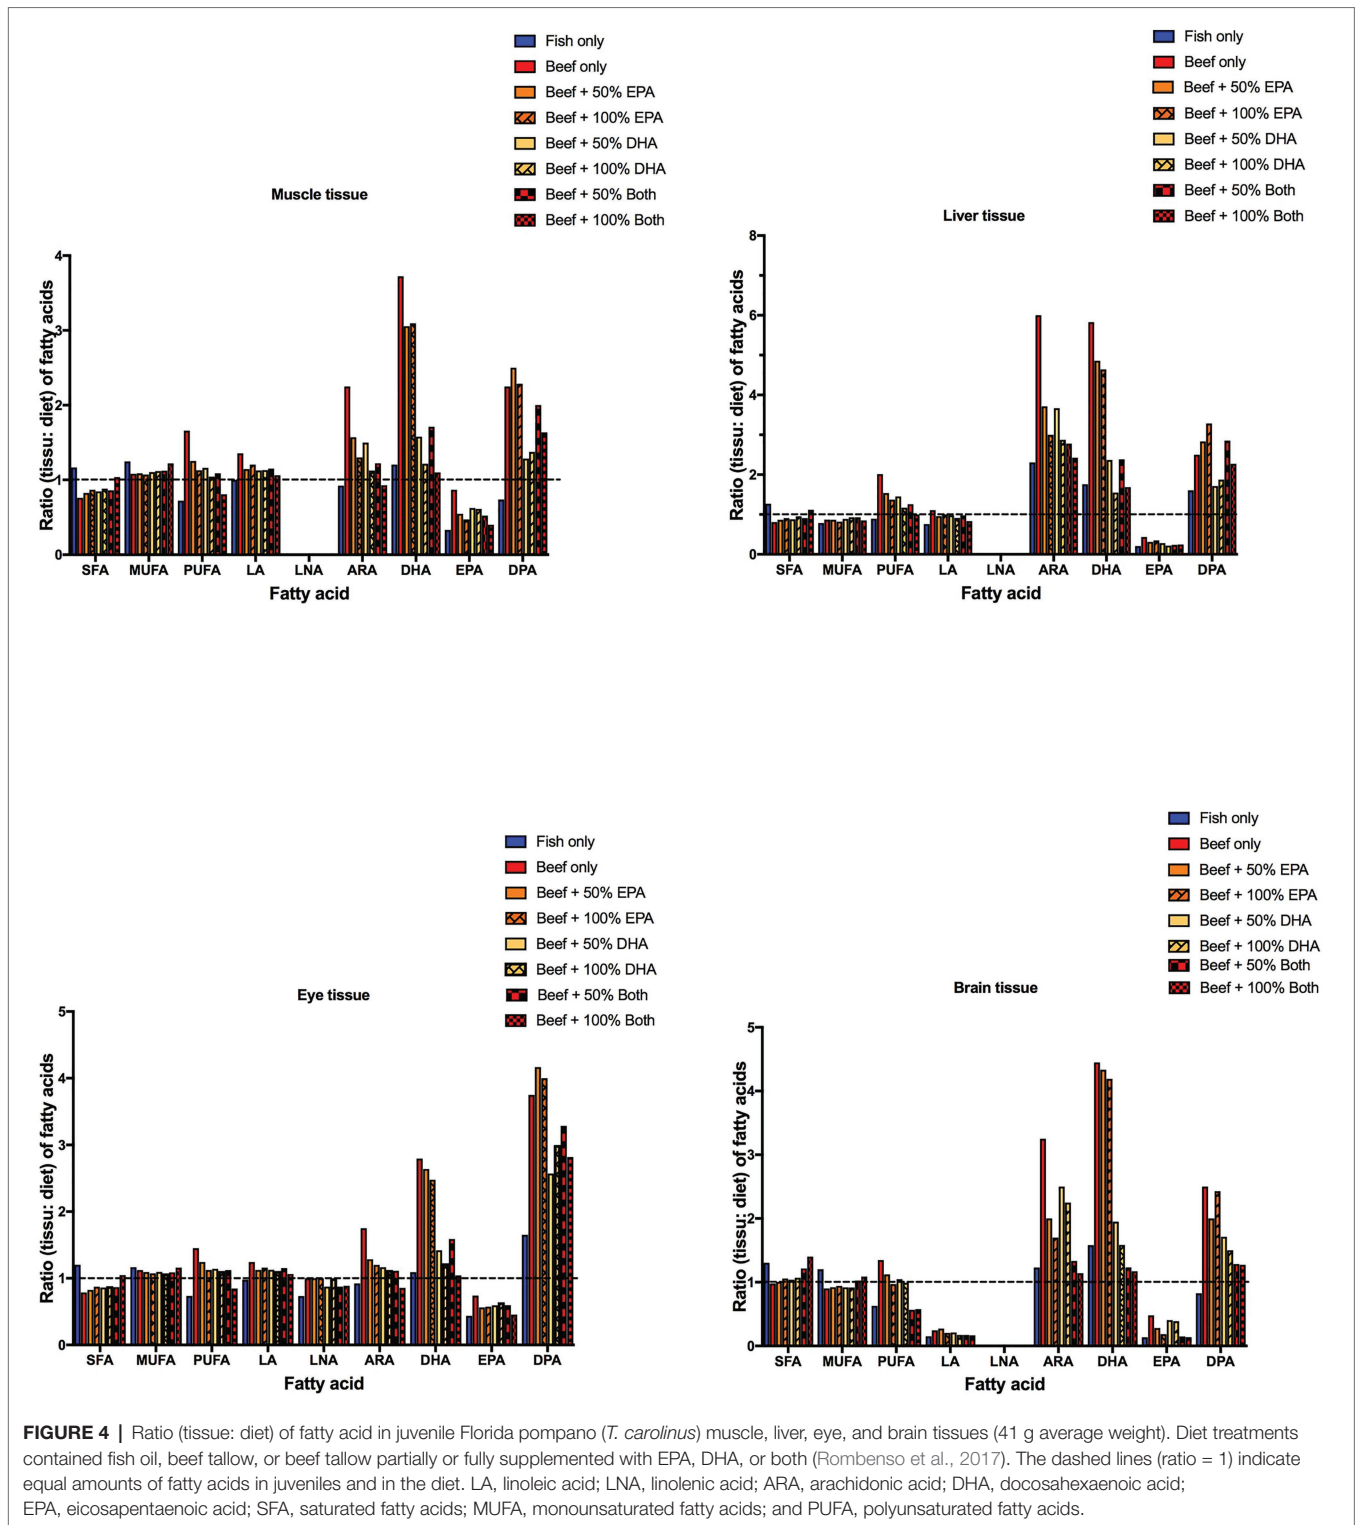 Fish only
Beef only
Beef + 50% EPA
Beef + 100% EPA
Beef + 50% DHA
Beef + 100% DHA
Beef + 50% Both
Beef + 100% Both
Muscle tissue
Ratio (tissu: diet) of fatty acids
4
3
2
1
0
SFA MUFA PUFA LA LNA ARA DHA EPA DPA
Fatty acid
Fish only
Beef only
Beef + 50% EPA
Beef + 100% EPA
Beef + 50% DHA
Beef + 100% DHA
Beef + 50% Both
Beef + 100% Both
Liver tissue
Ratio (tissu: diet) of fatty acids
8
6
4
2
0
SFA MUFA PUFA LA LNA ARA DHA EPA DPA
Fatty acid
Fish only
Beef only
Beef + 50% EPA
Beef + 100% EPA
Beef + 50% DHA
Beef + 100% DHA
Beef + 50% Both
Beef + 100% Both
Eye tissue
Ratio (tissu: diet) of fatty acids
5
4
3
2
1
0
SFA MUFA PUFA LA LNA ARA DHA EPA DPA
Fatty acid
Fish only
Beef only
Beef + 50% EPA
Beef + 100% EPA
Beef + 50% DHA
Beef + 100% DHA
Beef + 50% Both
Beef + 100% Both
Brain tissue
Ratio (tissu: diet) of fatty acids
5
4
3
2
1
0
SFA MUFA PUFA LA LNA ARA DHA EPA DPA
Fatty acid
FIGURE 4 | Ratio (tissue: diet) of fatty acid in juvenile Florida pompano (T. carolinus) muscle, liver, eye, and brain tissues (41 g average weight). Diet treatments
contained fish oil, beef tallow, or beef tallow partially or fully supplemented with EPA, DHA, or both (Rombenso et al., 2017). The dashed lines (ratio = 1) indicate
equal amounts of fatty acids in juveniles and in the diet. LA, linoleic acid; LNA, linolenic acid; ARA, arachidonic acid; DHA, docosahexaenoic acid;
EPA, eicosapentaenoic acid; SFA, saturated fatty acids; MUFA, monounsaturated fatty acids; and PUFA, polyunsaturated fatty acids.